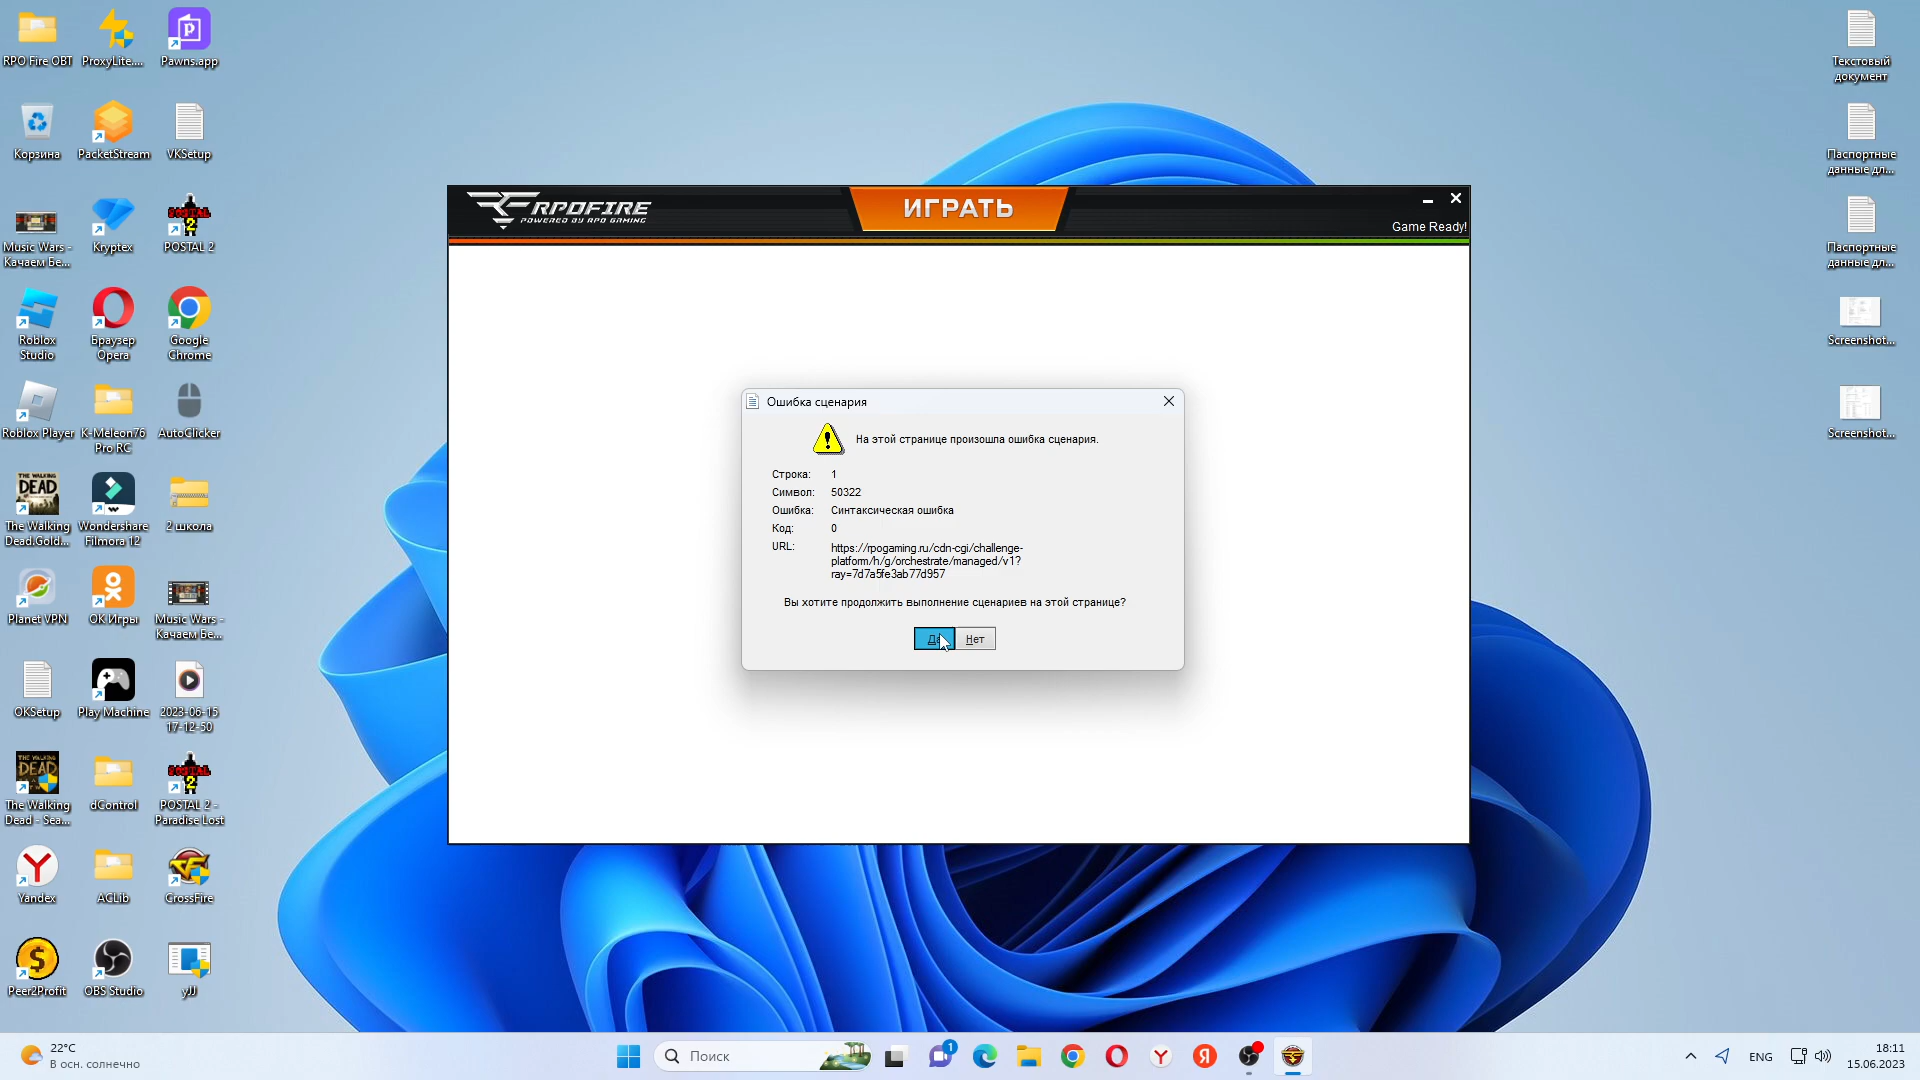 RPO Fire OBT
ProxyLite....
Pawns.app
Корзина
PacketStream
VKSetup
Music Wars -
Качаем Бе...
Kryptex
POSTAL 2
Roblox
Studio
Браузер
Opera
Google
Chrome
Roblox Player
K-Meleon76
Pro RC
AutoClicker
The Walking
Dead.Gold...
Wondershare
Filmora 12
2 школа
Planet VPN
ОК Игры
Music Wars -
Качаем Бе...
OKSetup
Play Machine
2023-06-15
17-12-50
The Walking
Dead - Sea...
dControl
POSTAL 2 -
Paradise Lost
Yandex
ACLib
CrossFire
Peer2Profit
OBS Studio
yJJ
RPOFIRE
POWERED BY RPO GAMING
ИГРАТЬ
Game Ready!
Ошибка сценария
На этой странице произошла ошибка сценария.
Строка: 1
Символ: 50322
Ошибка: Синтаксическая ошибка
Код: 0
URL: https://rpogaming.ru/cdn-cgi/challenge-
platform/h/g/orchestrate/managed/v1?
ray=7d7a5fe3ab77d957
Вы хотите продолжить выполнение сценариев на этой странице?
Да
Нет
Текстовый
документ
Паспортные
данные дл...
Паспортные
данные дл...
Screenshot...
Screenshot...
22°C
В осн. солнечно
Поиск
1
ENG
18:11
15.06.2023